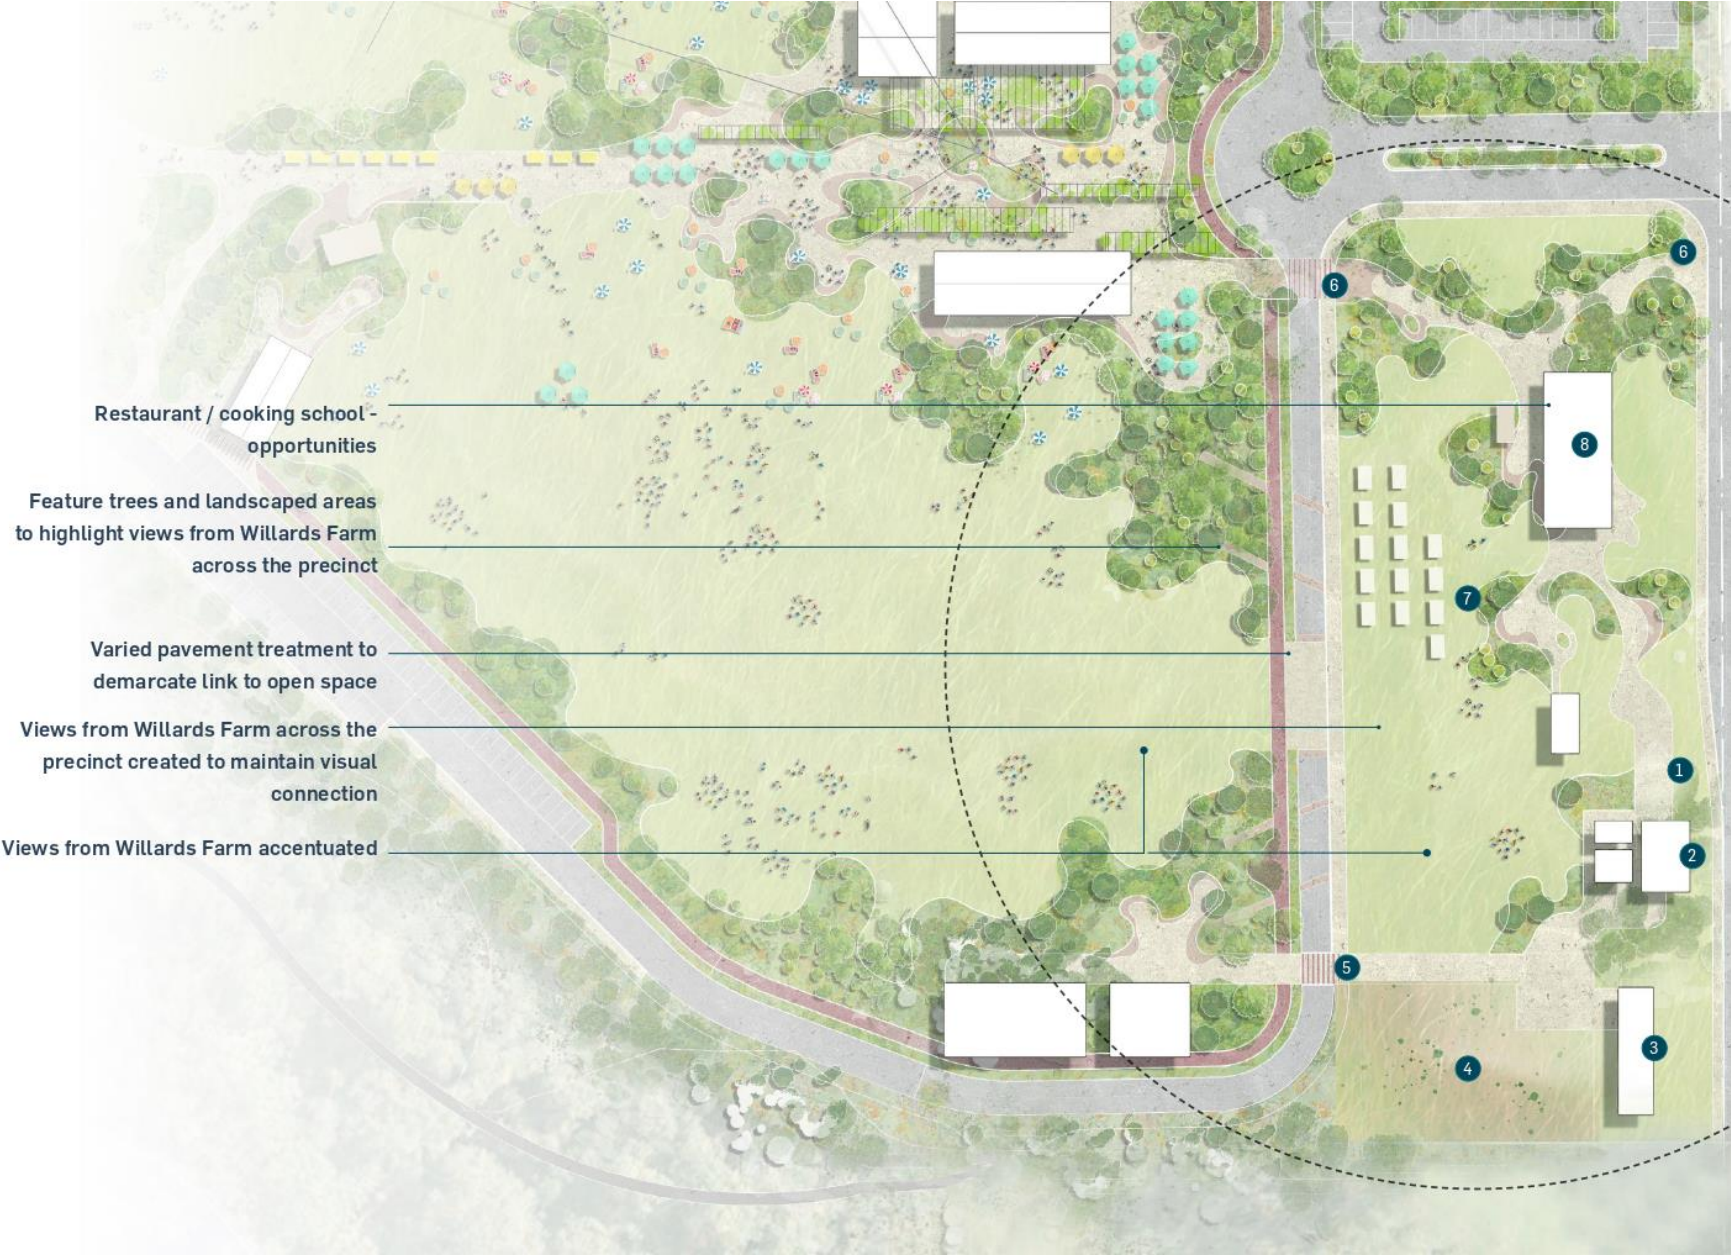 6
6
Restaurant / cooking school -
opportunities
8
Feature trees and landscaped areas
to highlight views from Willards Farm
across the precinct
7
Varied pavement treatment to
demarcate link to open space
Views from Willards Farm across the
precinct created to maintain visual
connection
1
Views from Willards Farm accentuated
2
5
3
4